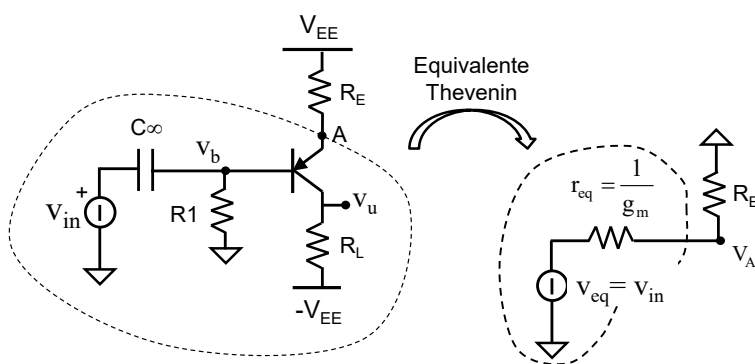 V_EE
R_E
A
C∞
v_b
+
v_in
R1
v_u
R_L
-V_EE
Equivalente
Thevenin
r_eq = 1/g_m
R_E
V_A
v_eq = v_in